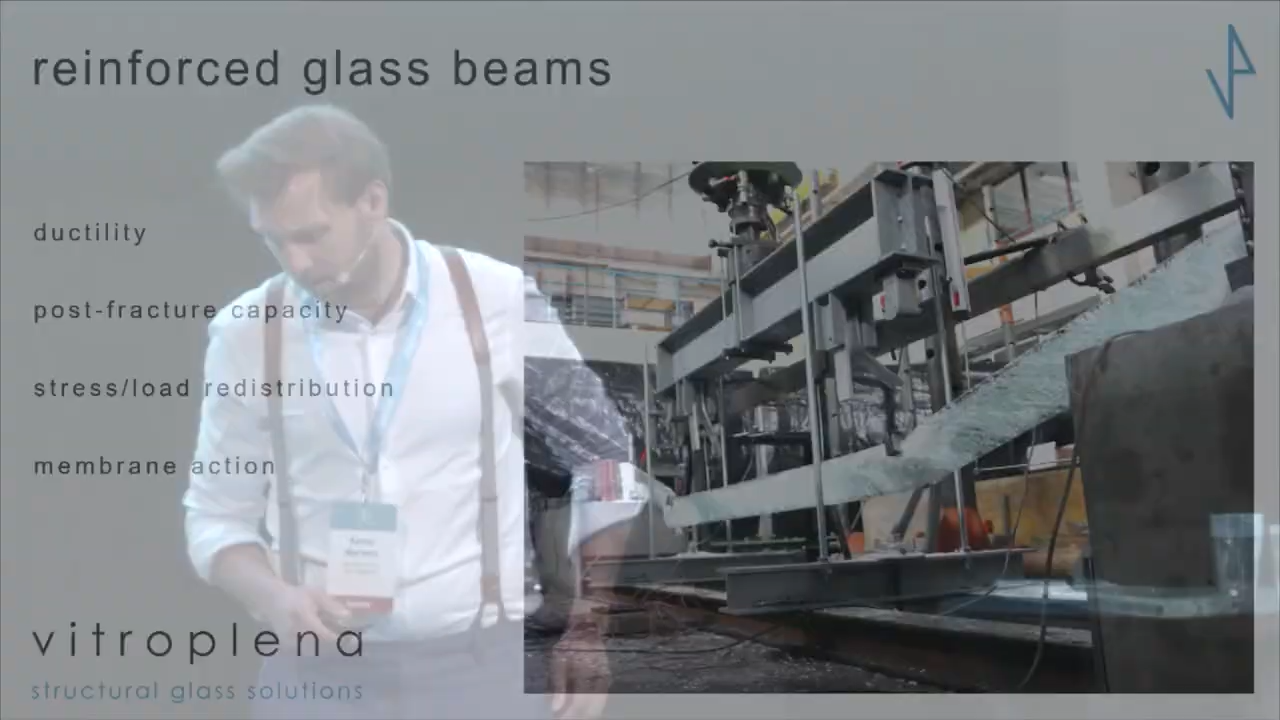 reinforced glass beams
ductility
post-fracture capacity
stress/load redistribution
membrane action
vitroplena
structural glass solutions